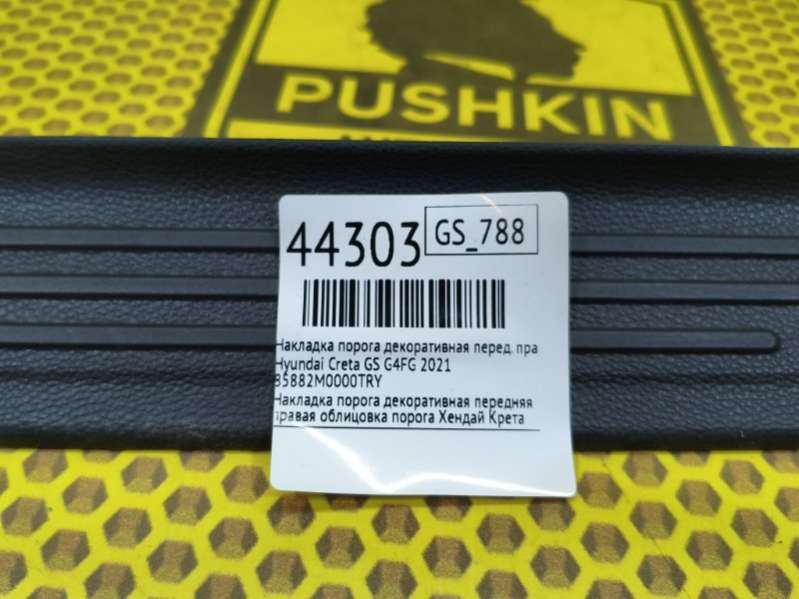 PUSHKIN
44303
GS_788
Накладка порога декоративная перед. пра
Hyundai Creta GS G4FG 2021
85882M0000TRY
Накладка порога декоративная передняя
правая облицовка порога Хендай Крета